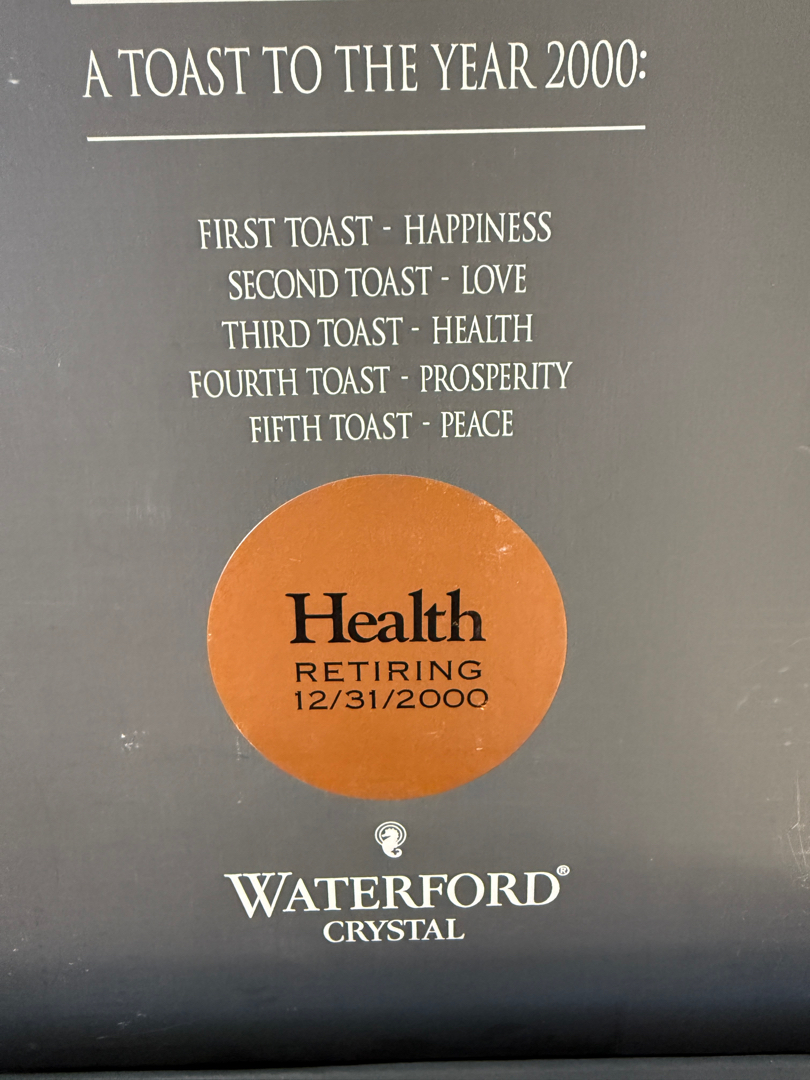 A TOAST TO THE YEAR 2000:
FIRST TOAST - HAPPINESS
SECOND TOAST - LOVE
THIRD TOAST - HEALTH
FOURTH TOAST - PROSPERITY
FIFTH TOAST - PEACE
Health
RETIRING
12/31/2000
WATERFORD®
CRYSTAL